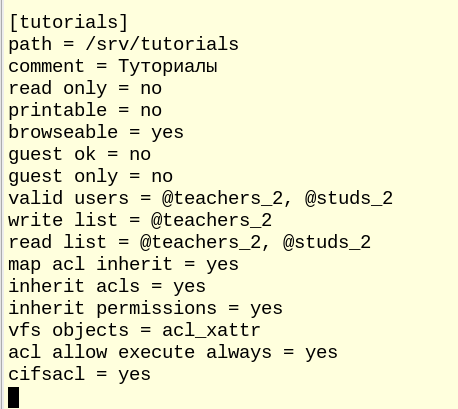 [tutorials]
path = /srv/tutorials
comment = Туториалы
read only = no
printable = no
browseable = yes
guest ok = no
guest only = no
valid users = @teachers_2, @studs_2
write list = @teachers_2
read list = @teachers_2, @studs_2
map acl inherit = yes
inherit acls = yes
inherit permissions = yes
vfs objects = acl_xattr
acl allow execute always = yes
cifsacl = yes